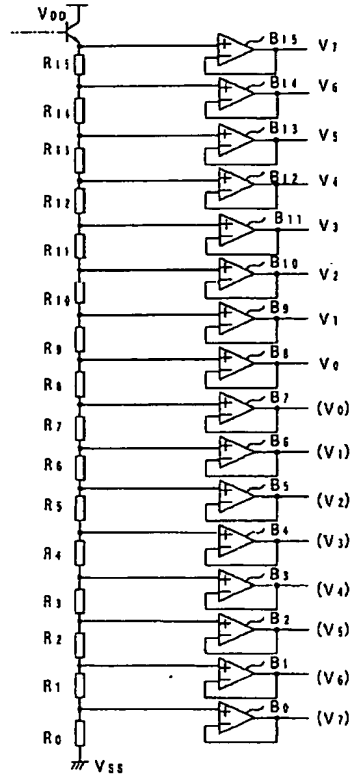 VDD
B15 V7
R15
B14 V6
R14
B13 V5
R13
B12 V4
R12
B11 V3
R11
B10 V2
R10
B9 V1
R9
B8 V0
R8
B7 (V0)
R7
B6 (V1)
R6
B5 (V2)
R5
B4 (V3)
R4
B3 (V4)
R3
B2 (V5)
R2
B1 (V6)
R1
B0 (V7)
R0
VSS